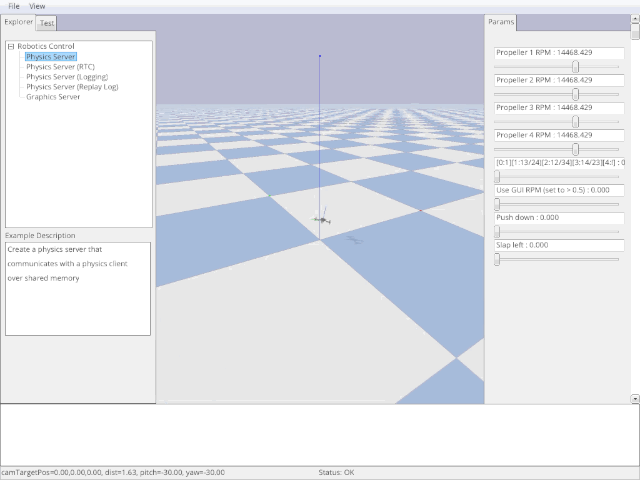 File View
Explorer Test
Robotics Control
Physics Server
Physics Server (RTC)
Physics Server (Logging)
Physics Server (Replay Log)
Graphics Server
Example Description
Create a physics server that
communicates with a physics client
over shared memory
Params
Propeller 1 RPM : 14468.429
Propeller 2 RPM : 14468.429
Propeller 3 RPM : 14468.429
Propeller 4 RPM : 14468.429
[0:1][1:13/24][2:12/34][3:14/23][4:!] : 0
Use GUI RPM (set to > 0.5) : 0.000
Push down : 0.000
Slap left : 0.000
camTargetPos=0.00,0.00,0.00, dist=1.63, pitch=-30.00, yaw=-30.00 Status: OK